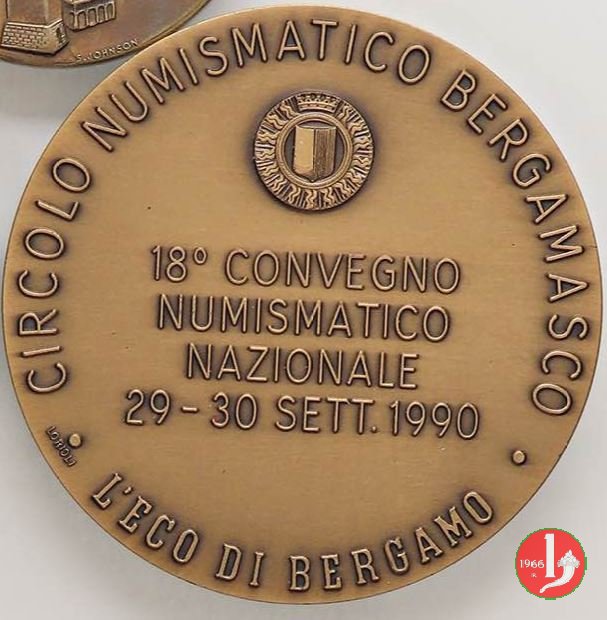 S. JOHNSON
CIRCOLO NUMISMATICO BERGAMASCO
18° CONVEGNO
NUMISMATICO
NAZIONALE
29-30 SETT. 1990
LORIOLI
L'ECO DI BERGAMO
1966